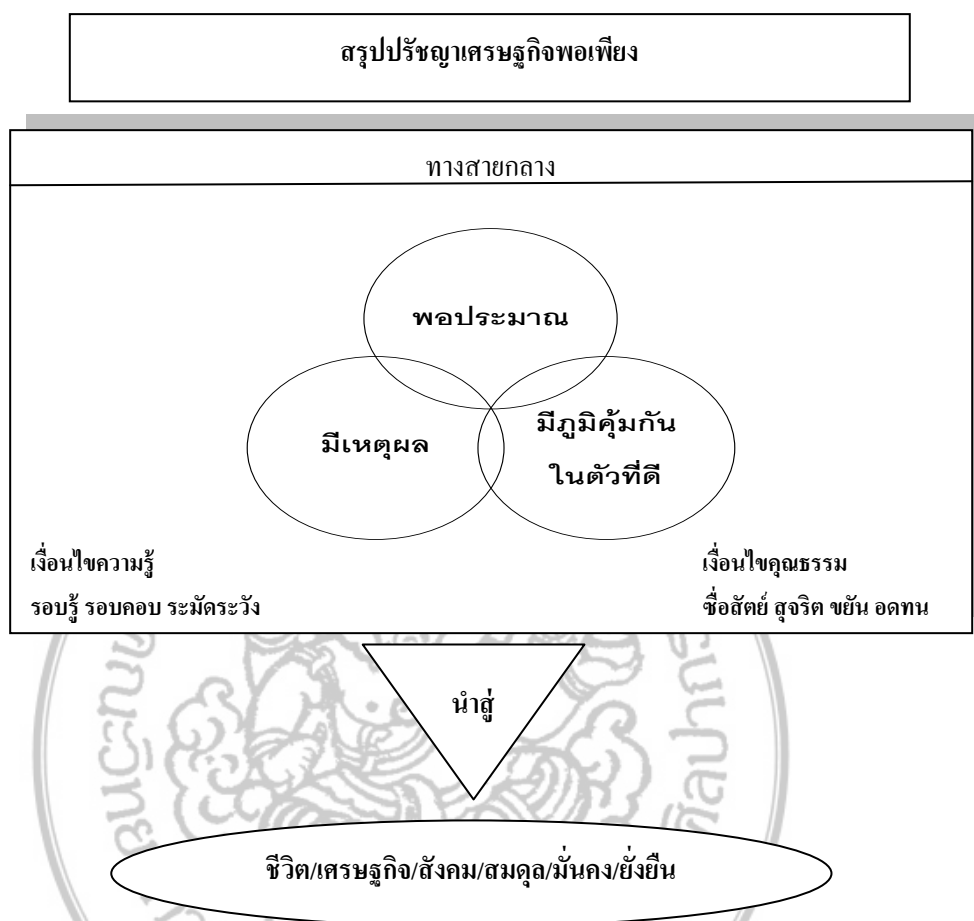 สรุปปรัชญาเศรษฐกิจพอเพียง
ทางสายกลาง
พอประมาณ
มีเหตุผล
มีภูมิคุ้มกัน
ในตัวที่ดี
เงื่อนไขความรู้
รอบรู้ รอบคอบ ระมัดระวัง
เงื่อนไขคุณธรรม
ซื่อสัตย์ สุจริต ขยัน อดทน
นำสู่
ชีวิต/เศรษฐกิจ/สังคม/สมดุล/มั่นคง/ยั่งยืน